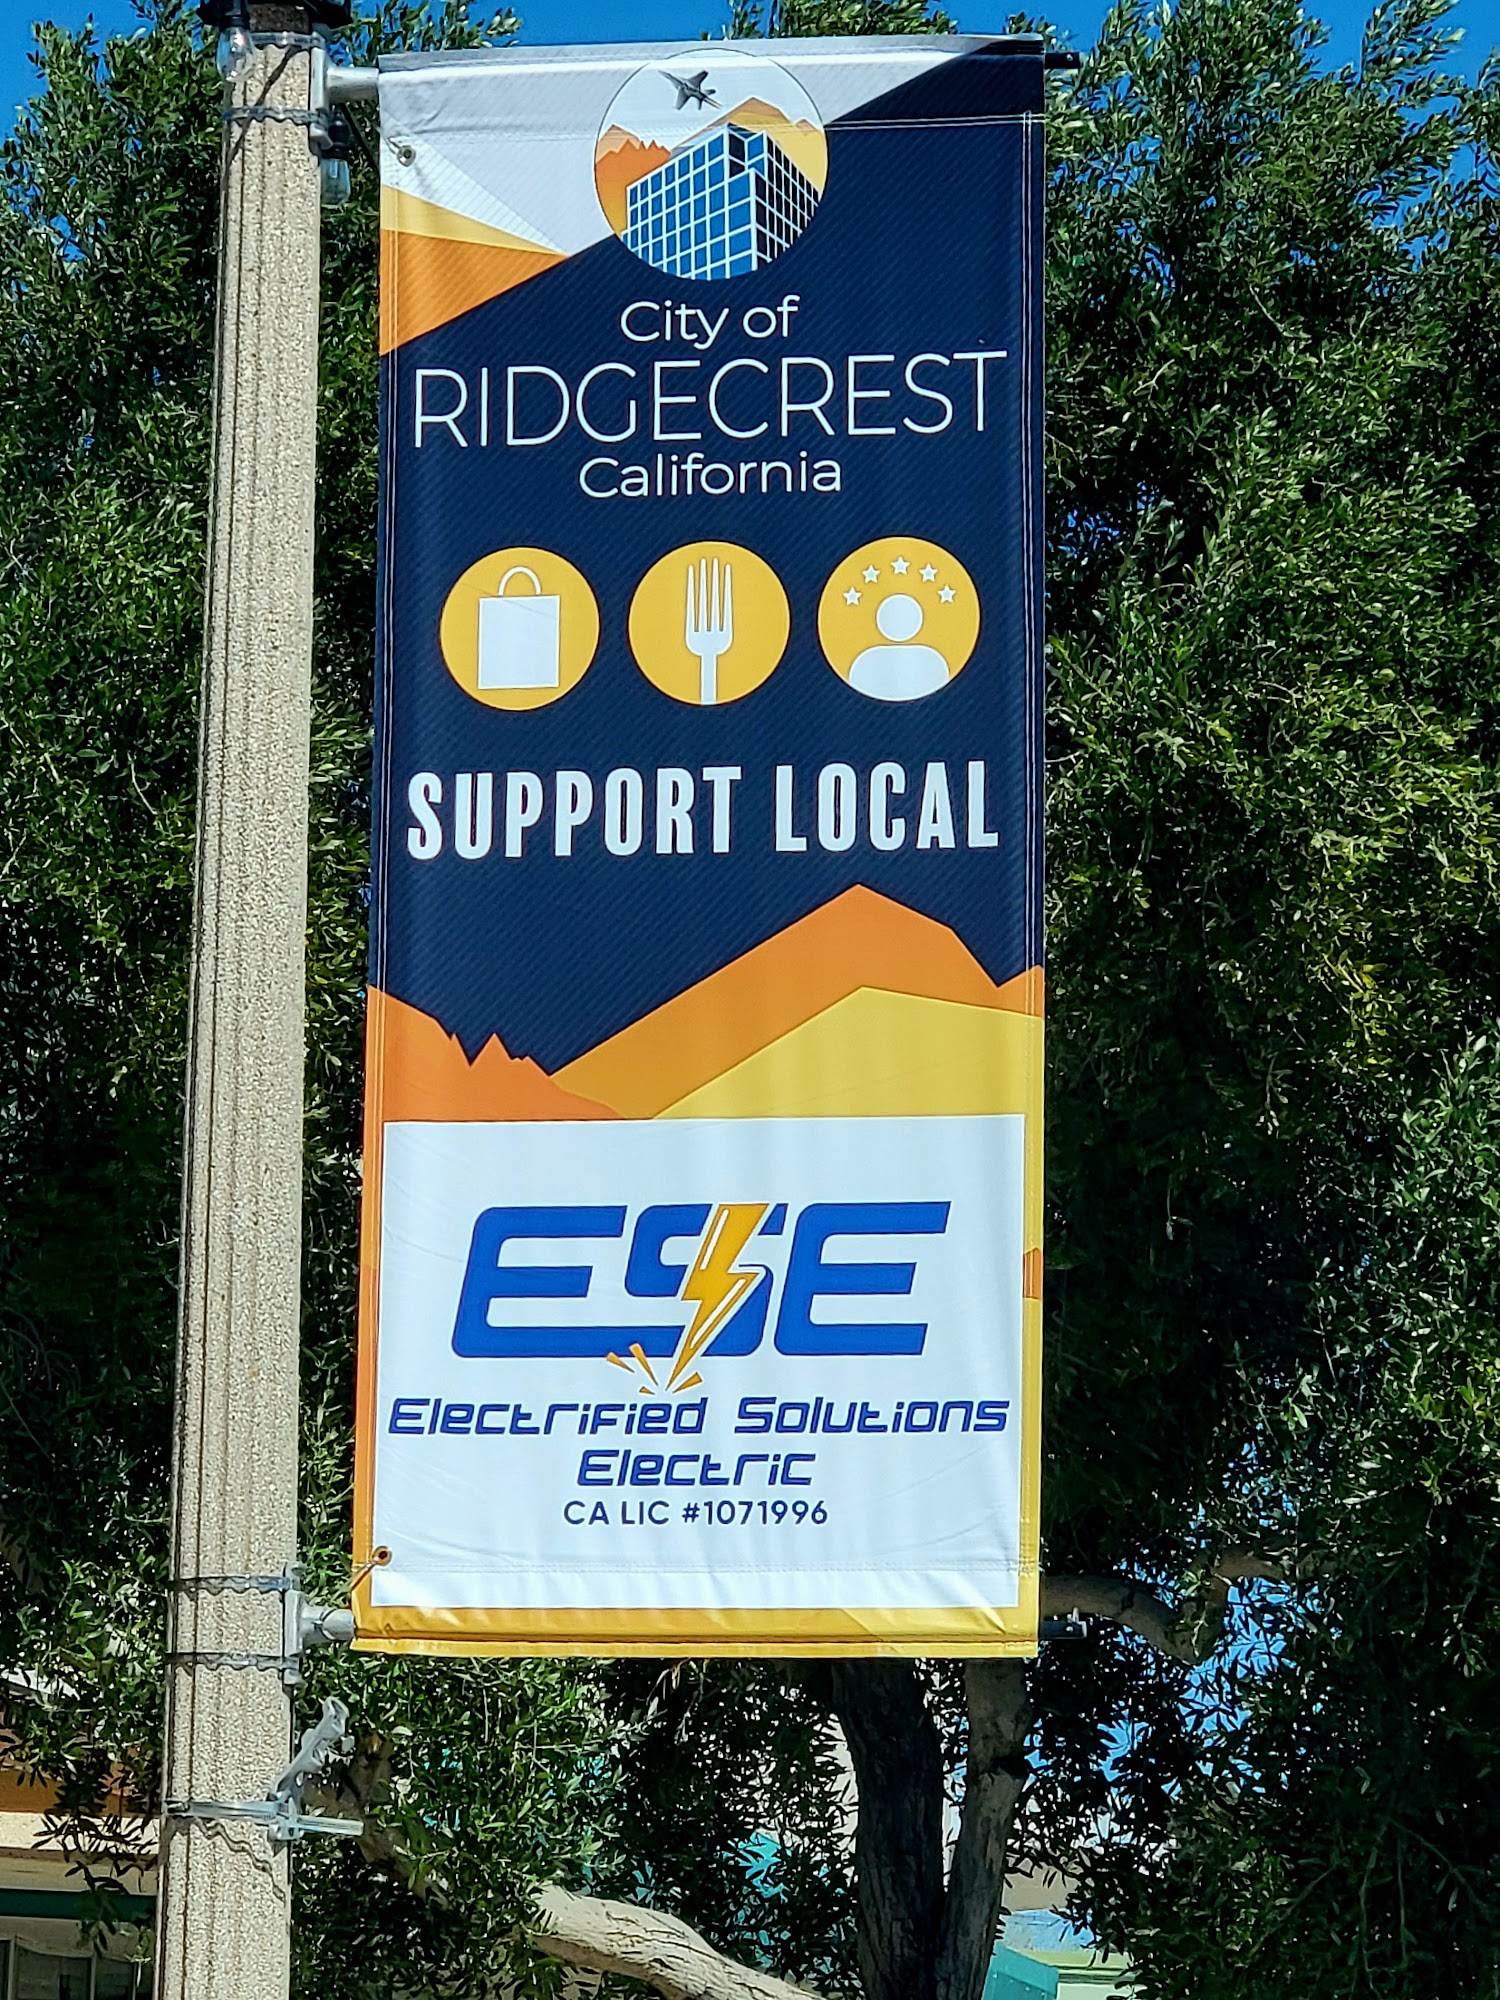 City of
RIDGECREST
California
SUPPORT LOCAL
ESE
Electrified Solutions
Electric
CA LIC #1071996